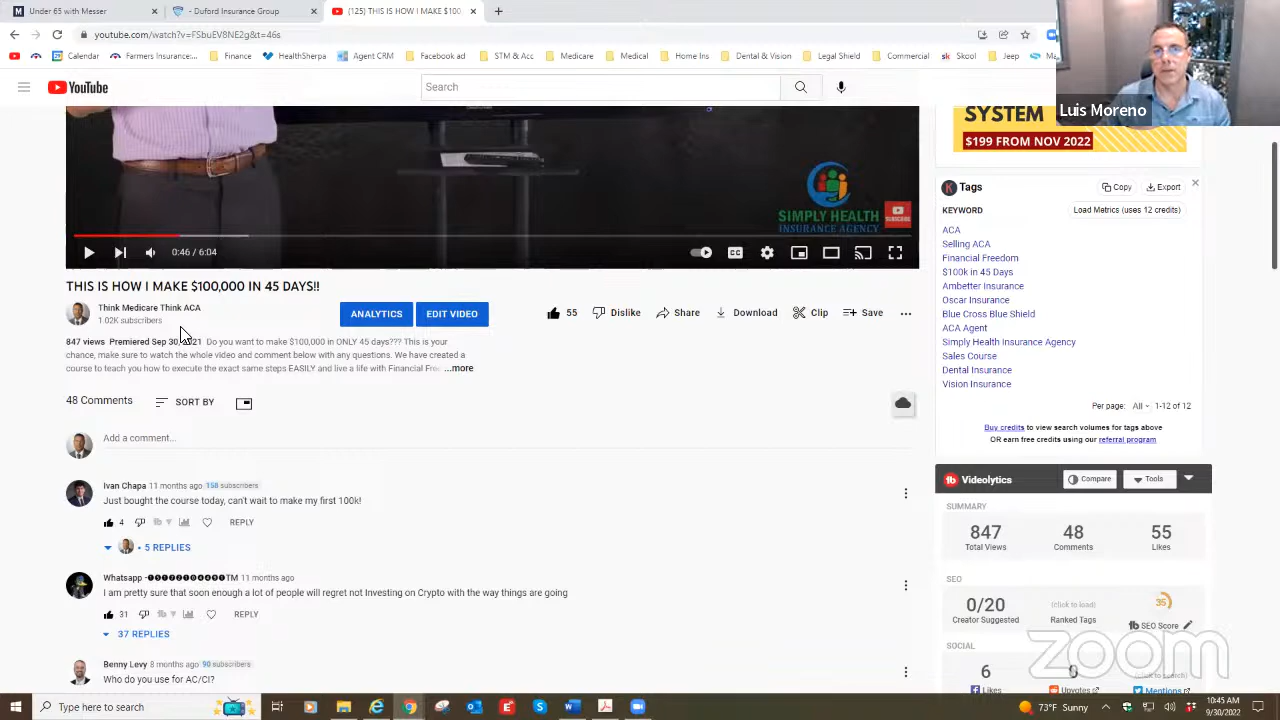 Under 65 with Messer
- Duford Insurance Group
(125) THIS IS HOW I MAKE $100
youtube.com/watch?v=FSbuEV8NE2g&t=46s
Calendar
Farmers Insurance:...
Finance
HealthSherpa
Agent CRM
Facebook ad
STM & Acc
Medicare
Medical
Home Ins
Dental & Vision
Legal Shield
Commercial
Skool
Jeep
Ma
YouTube
Search
Luis Moreno
SYSTEM
$199 FROM NOV 2022
SIMPLY HEALTH
INSURANCE AGENCY
SUBSCRIBE
0:46 / 6:04
CC
THIS IS HOW I MAKE $100,000 IN 45 DAYS!!
Think Medicare Think ACA
1.02K subscribers
ANALYTICS
EDIT VIDEO
55
Dislike
Share
Download
Clip
Save
847 views Premiered Sep 30, 2021 Do you want to make $100,000 in ONLY 45 days??? This is your
chance, make sure to watch the whole video and comment below with any questions. We have created a
course to teach you how to execute the exact same steps EASILY and live a life with Financial Fre ...more
48 Comments
SORT BY
Add a comment...
Ivan Chapa 11 months ago 158 subscribers
Just bought the course today, can't wait to make my first 100k!
4
REPLY
5 REPLIES
11 months ago
I am pretty sure that soon enough a lot of people will regret not Investing on Crypto with the way things are going
31
REPLY
37 REPLIES
Benny Levy 8 months ago 90 subscribers
Who do you use for AC/CI?
Tags
Copy
Export
KEYWORD
Load Metrics (uses 12 credits)
ACA
Selling ACA
Financial Freedom
$100k in 45 Days
Ambetter Insurance
Oscar Insurance
Blue Cross Blue Shield
ACA Agent
Simply Health Insurance Agency
Sales Course
Dental Insurance
Vision Insurance
Per page: All 1-12 of 12
Buy credits to view search volumes for tags above
OR earn free credits using our referral program
Videolytics
Compare
Tools
SUMMARY
847
Total Views
48
Comments
55
Likes
SEO
0/20
Creator Suggested
(click to load)
Ranked Tags
35
SEO Score
SOCIAL
6
Likes
0
Upvotes
(click to search)
Mentions
zoom
Type here to search
73°F Sunny
10:45 AM
9/30/2022